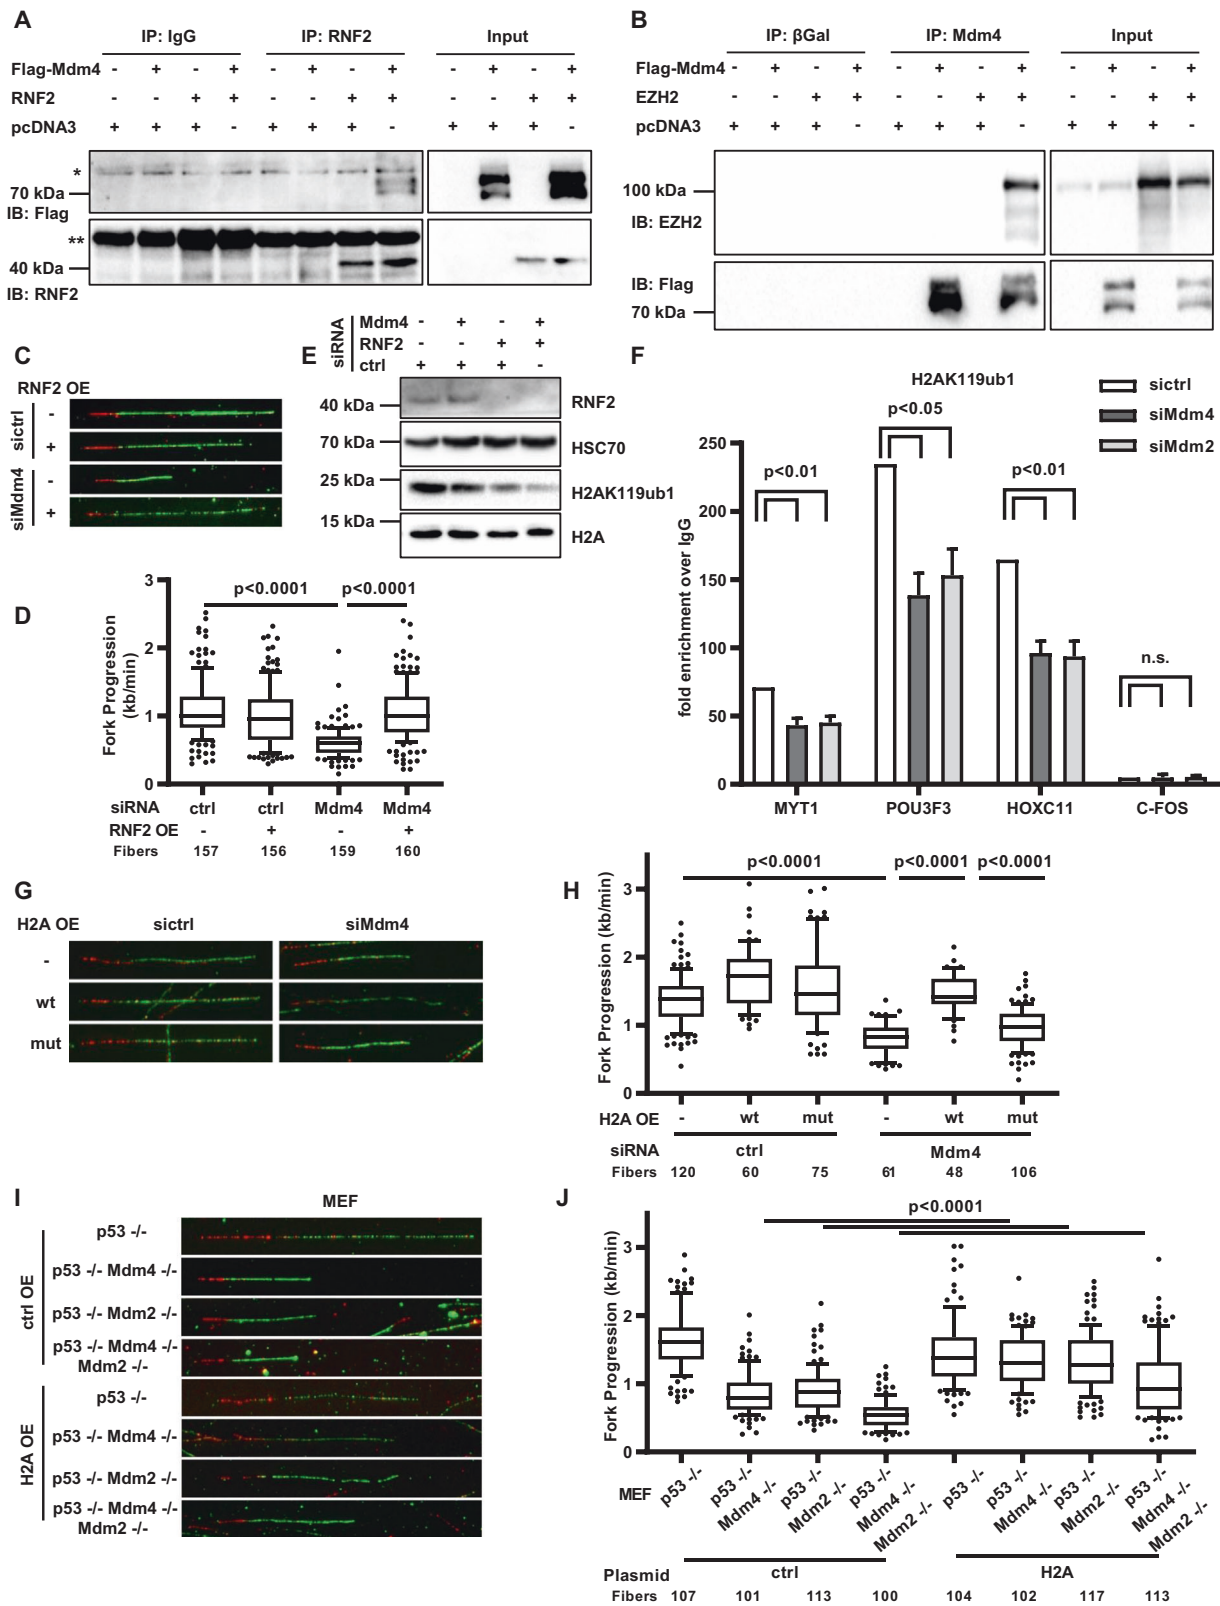 A
IP: IgG IP: RNF2 Input
Flag-Mdm4 - + - + - + - + - + - +
RNF2 - - + + - - + + - - + +
pcDNA3 + + + - + + + - + + + -
*
70 kDa
IB: Flag
**
40 kDa
IB: RNF2
B
IP: βGal IP: Mdm4 Input
Flag-Mdm4 - + - + - + - + - + - +
EZH2 - - + + - - + + - - + +
pcDNA3 + + + - + + + - + + + -
100 kDa
IB: EZH2
IB: Flag
70 kDa
C
RNF2 OE
sictrl
-
+
siMdm4
-
+
E
siRNA
Mdm4 - + - +
RNF2 - - + +
ctrl + + + -
40 kDa RNF2
70 kDa HSC70
25 kDa H2AK119ub1
15 kDa H2A
F
H2AK119ub1
sictrl
siMdm4
siMdm2
p<0.01
p<0.05
p<0.01
n.s.
fold enrichment over IgG
250
200
150
100
50
0
MYT1 POU3F3 HOXC11 C-FOS
D
Fork Progression
(kb/min)
3
2
1
0
p<0.0001 p<0.0001
siRNA ctrl ctrl Mdm4 Mdm4
RNF2 OE - + - +
Fibers 157 156 159 160
G
H2A OE sictrl siMdm4
-
wt
mut
H
Fork Progression (kb/min)
3
2
1
0
p<0.0001 p<0.0001 p<0.0001
H2A OE - wt mut - wt mut
siRNA ctrl Mdm4
Fibers 120 60 75 61 48 106
I
MEF
ctrl OE
p53 -/-
p53 -/- Mdm4 -/-
p53 -/- Mdm2 -/-
p53 -/- Mdm4 -/-
Mdm2 -/-
H2A OE
p53 -/-
p53 -/- Mdm4 -/-
p53 -/- Mdm2 -/-
p53 -/- Mdm4 -/-
Mdm2 -/-
J
p<0.0001
Fork Progression (kb/min)
3
2
1
0
MEF
p53 -/-
p53 -/-
Mdm4 -/-
p53 -/-
Mdm2 -/-
p53 -/-
Mdm4 -/-
Mdm2 -/-
p53 -/-
p53 -/-
Mdm4 -/-
p53 -/-
Mdm2 -/-
p53 -/-
Mdm4 -/-
Mdm2 -/-
Plasmid ctrl H2A
Fibers 107 101 113 100 104 102 117 113